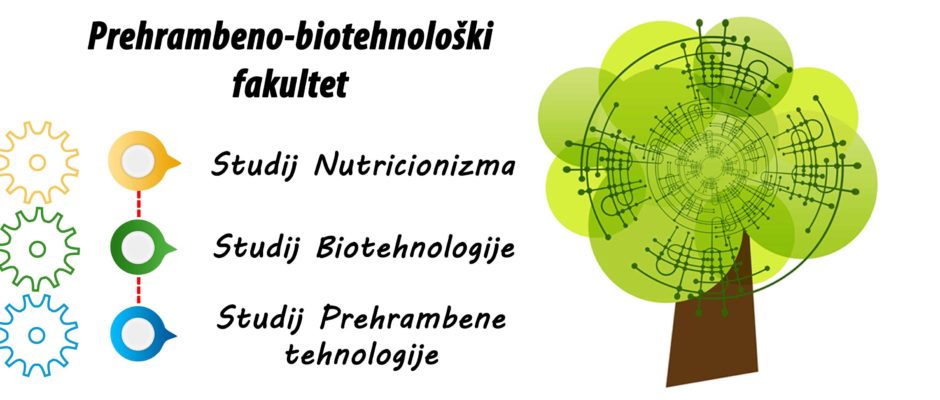 Prehrambeno-biotehnološki
fakultet
Studij Nutricionizma
Studij Biotehnologije
Studij Prehrambene
tehnologije